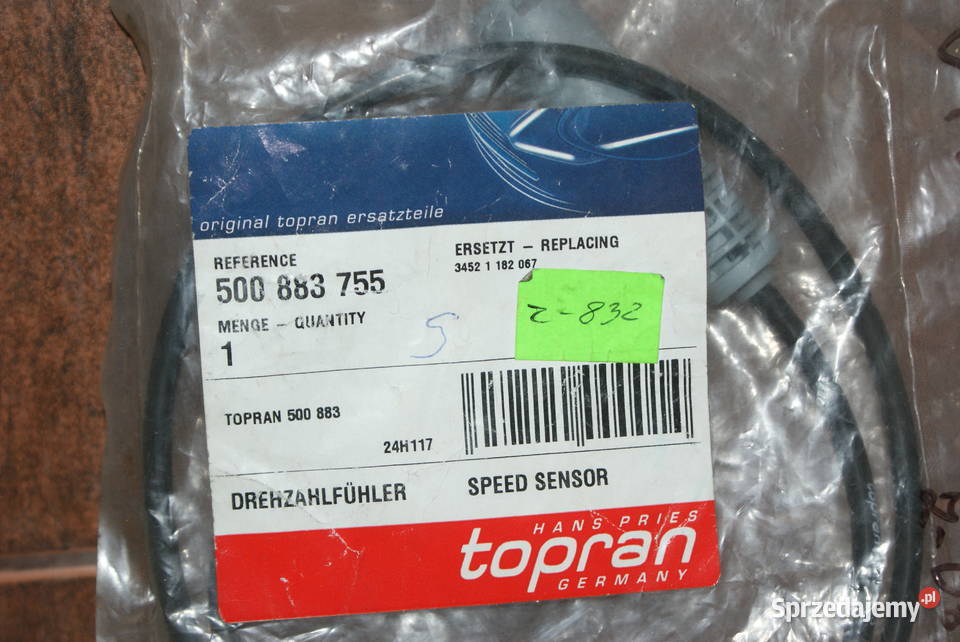 original topran ersatzteile
REFERENCE
500 883 755
ERSETZT – REPLACING
3452 1 182 067
MENGE – QUANTITY
1
5
z-832
TOPRAN 500 883
24H117
DREHZAHLFÜHLER
SPEED SENSOR
HANS PRIES
topran
GERMANY
Sprzedajemy.pl